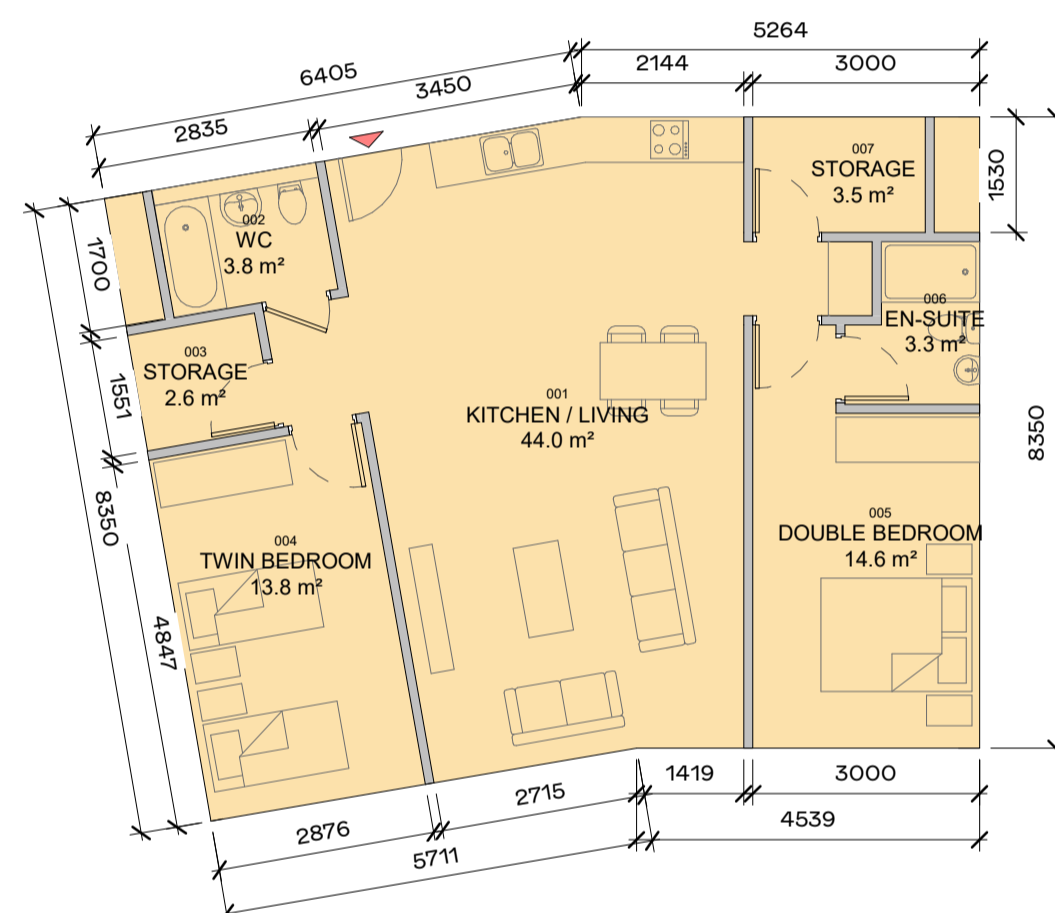 5264
6405
2144
3000
3450
2835
007
STORAGE
3.5 m²
1530
002
WC
3.8 m²
1700
006
EN-SUITE
3.3 m²
003
STORAGE
2.6 m²
1551
001
KITCHEN / LIVING
44.0 m²
8350
8350
005
DOUBLE BEDROOM
14.6 m²
004
TWIN BEDROOM
13.8 m²
4847
1419
3000
2715
2876
4539
5711